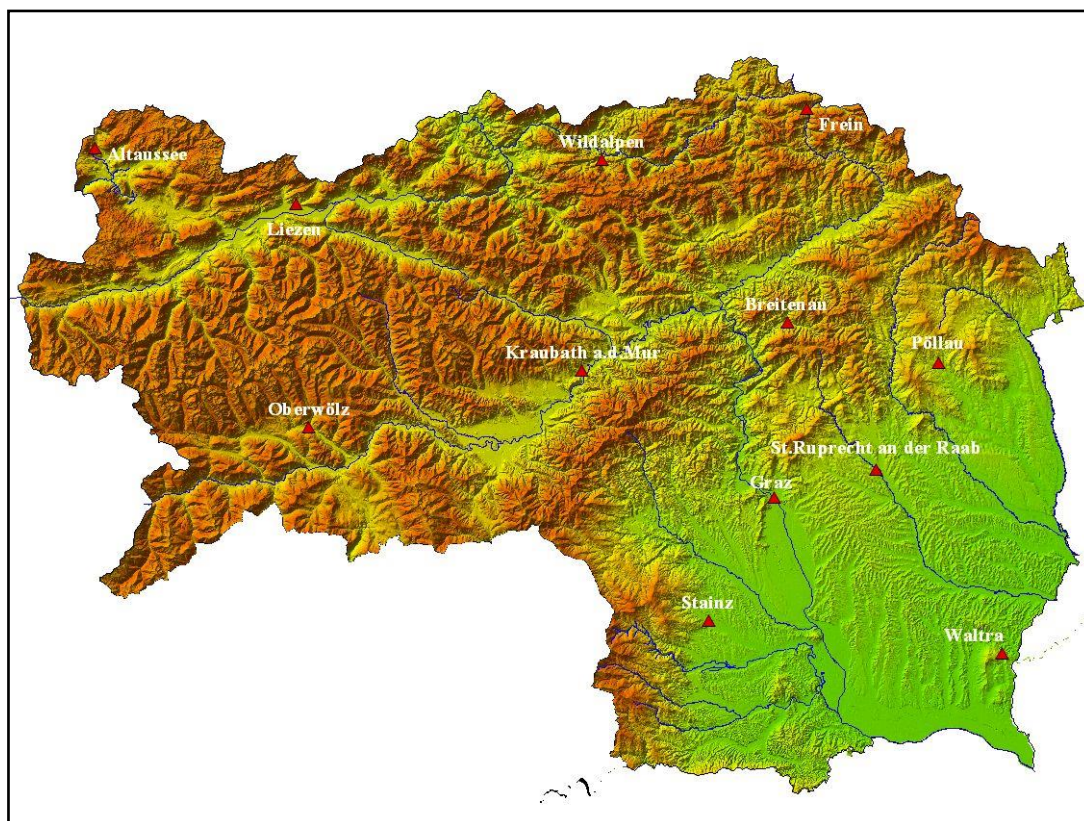 Frein
Wildalpen
Altaussee
Liezen
Breitenau
Kraubath a.d.Mur
Pöllau
Oberwölz
St.Ruprecht an der Raab
Graz
Stainz
Waltra